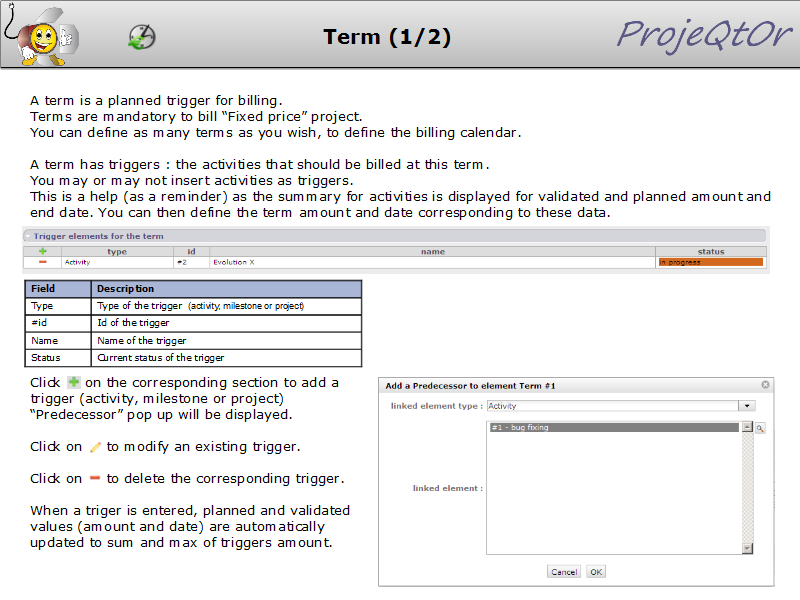 Term (1/2)
ProjeQtOr
A term is a planned trigger for billing.
Terms are mandatory to bill “Fixed price” project.
You can define as many terms as you wish, to define the billing calendar.
A term has triggers : the activities that should be billed at this term.
You may or may not insert activities as triggers.
This is a help (as a reminder) as the summary for activities is displayed for validated and planned amount and
end date. You can then define the term amount and date corresponding to these data.
Trigger elements for the term
type id name status
Activity #2 Evolution X in progress
Field Description
Type Type of the trigger (activity, milestone or project)
#id Id of the trigger
Name Name of the trigger
Status Current status of the trigger
Click on the corresponding section to add a
trigger (activity, milestone or project)
“Predecessor” pop up will be displayed.
Click on to modify an existing trigger.
Click on to delete the corresponding trigger.
When a triger is entered, planned and validated
values (amount and date) are automatically
updated to sum and max of triggers amount.
Add a Predecessor to element Term #1
linked element type : Activity
#1 - bug fixing
linked element :
Cancel OK